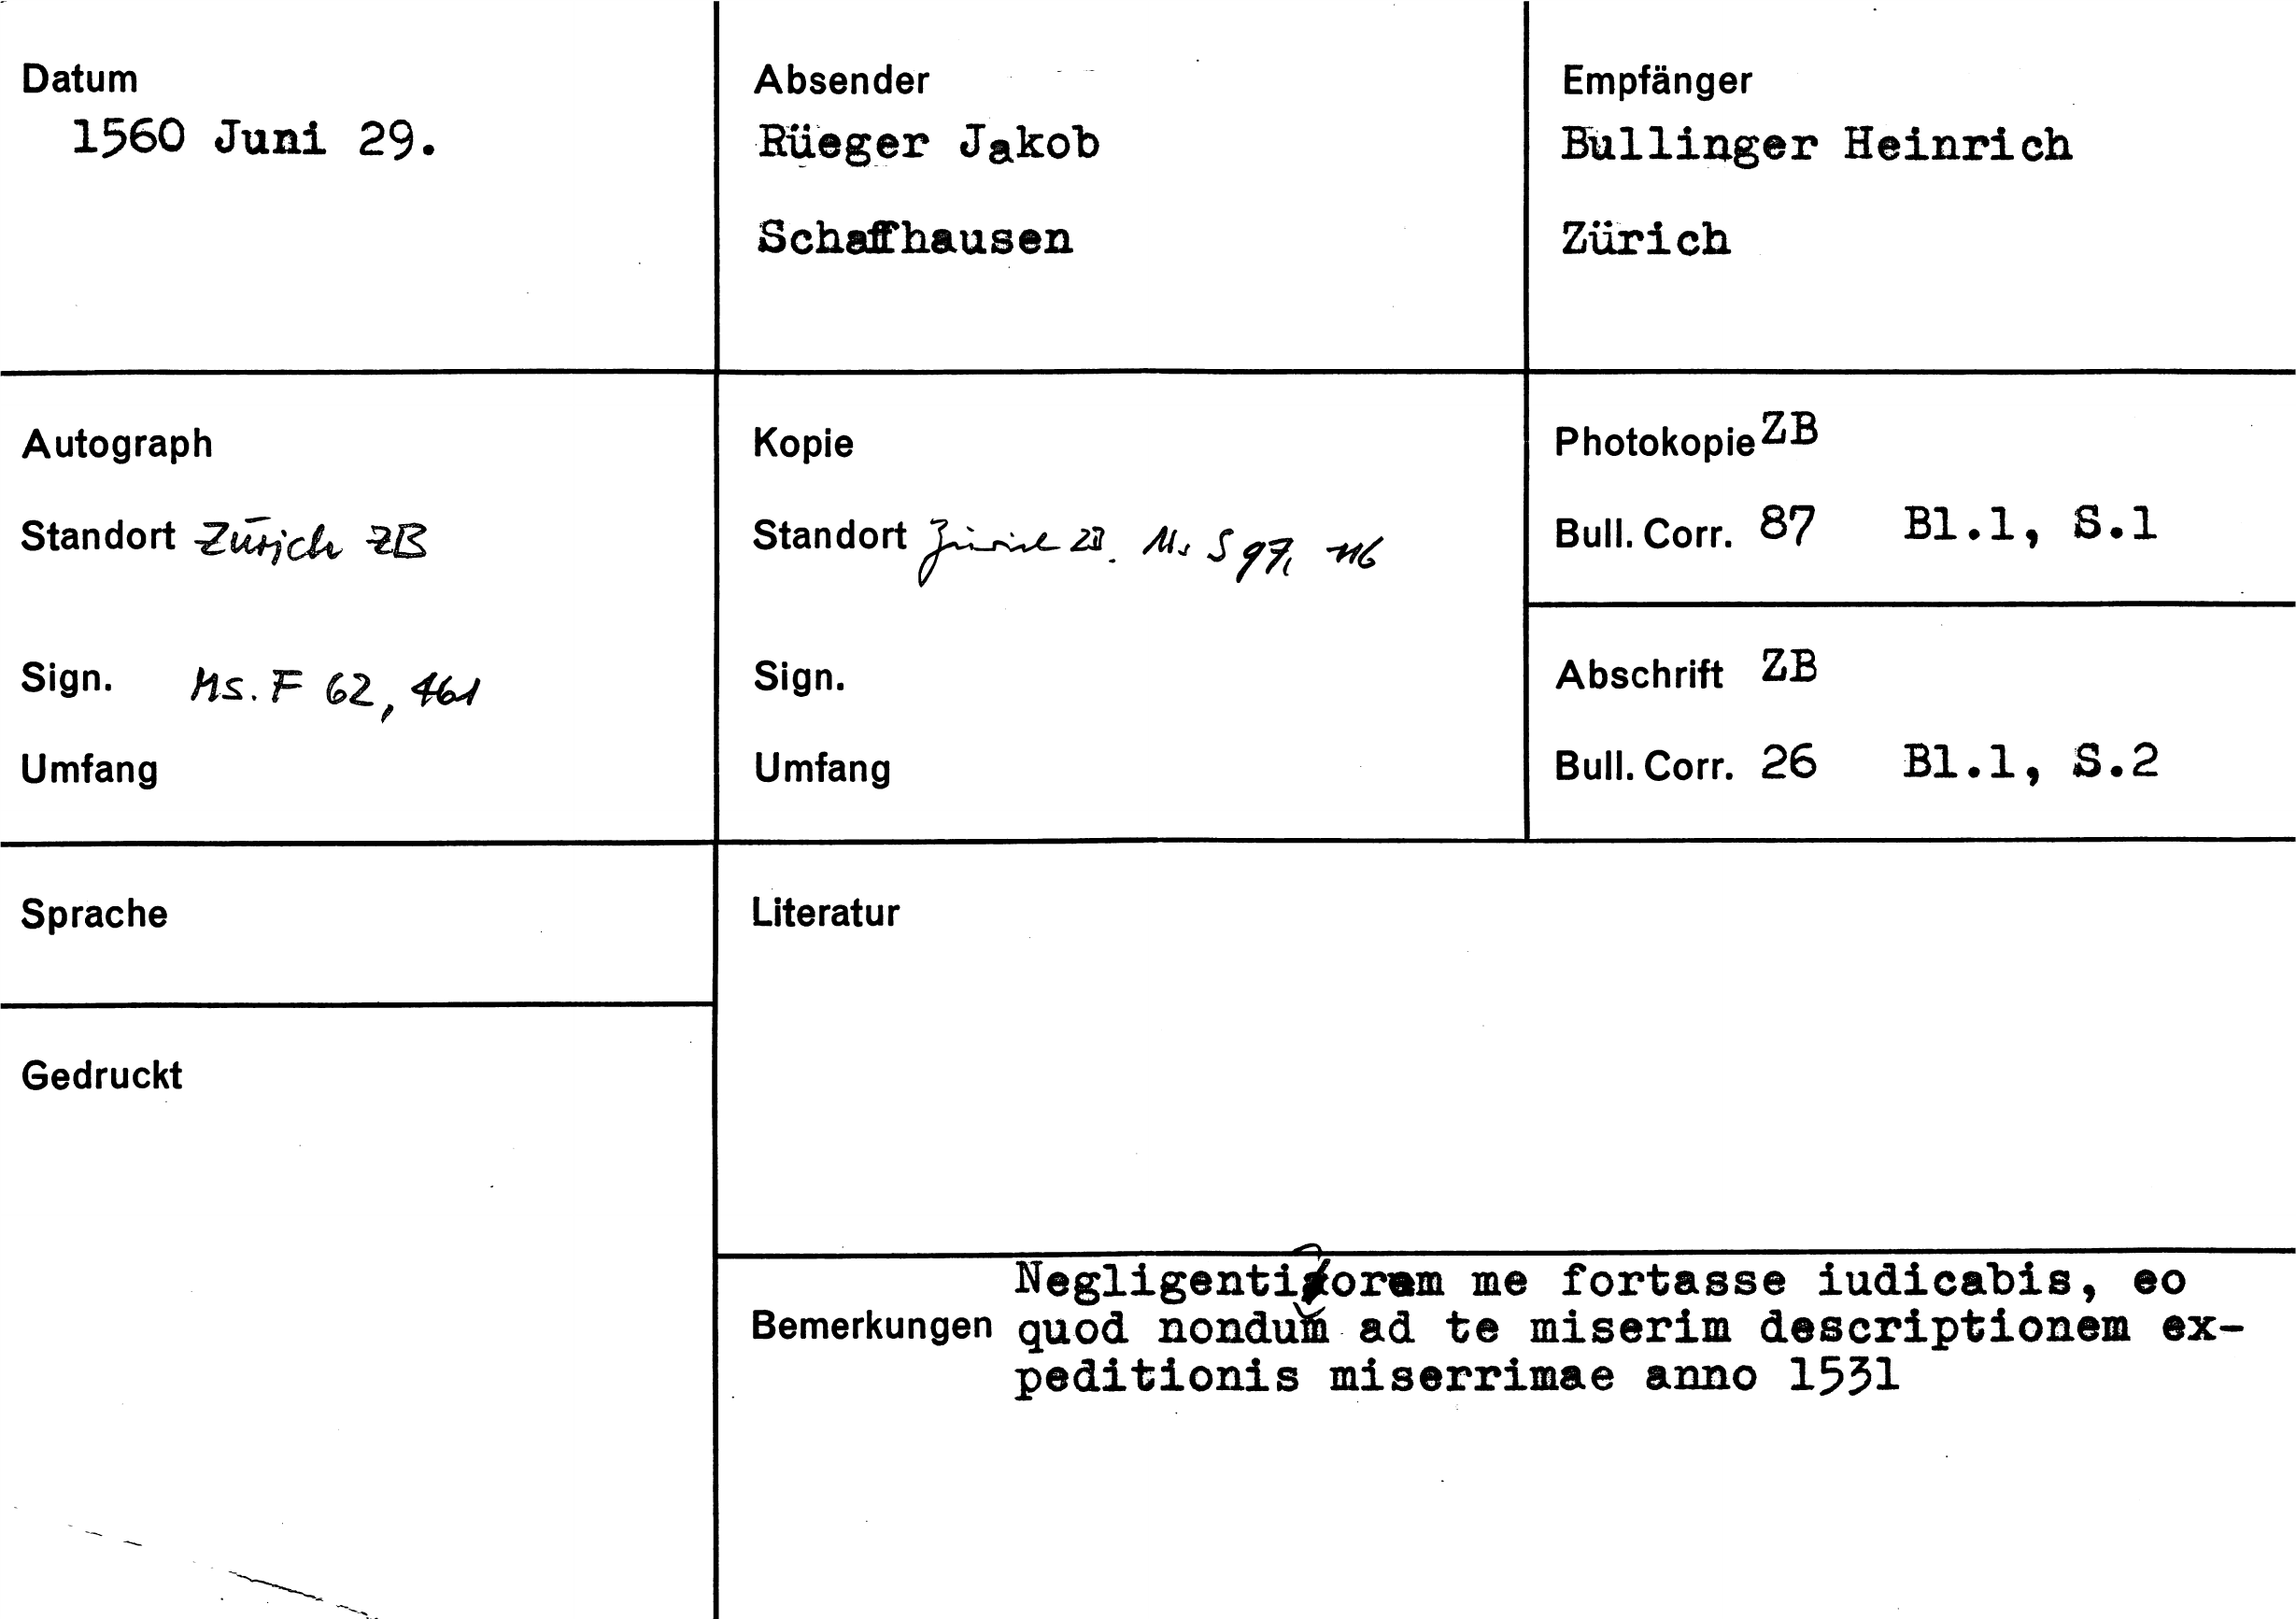 Datum
1560 Juni 29.
Absender
Rüeger Jakob
Schaffhausen
Empfänger
Bullinger Heinrich
Zürich
Autograph
Standort Zürich ZB
Sign. Ms. F 62, 461
Umfang
Kopie
Standort Zürich ZB. Ms S 97, 116
Sign.
Umfang
Photokopie ZB
Bull. Corr. 87 Bl.1, S.1
Abschrift ZB
Bull. Corr. 26 Bl.1, S.2
Sprache
Literatur
Gedruckt
Bemerkungen
Negligentiorem me fortasse iudicabis, eo
quod nondum ad te miserim descriptionem ex-
peditionis miserrimae anno 1531